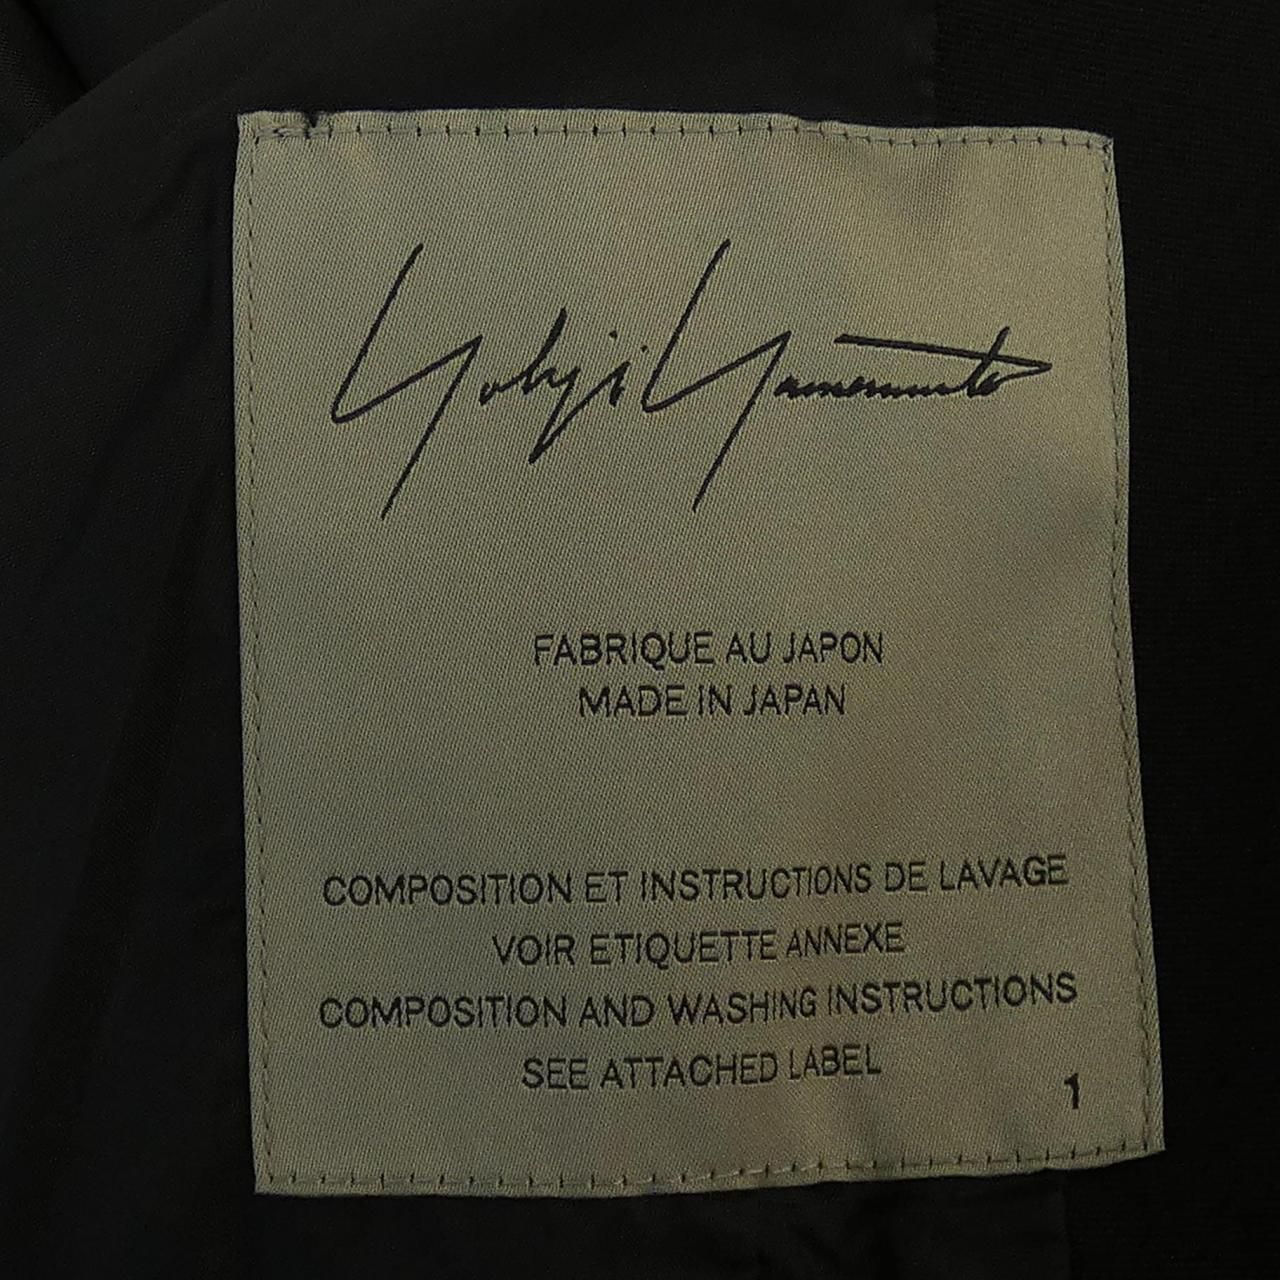 Yohji Yamamoto
FABRIQUE AU JAPON
MADE IN JAPAN
COMPOSITION ET INSTRUCTIONS DE LAVAGE
VOIR ETIQUETTE ANNEXE
COMPOSITION AND WASHING INSTRUCTIONS
SEE ATTACHED LABEL
1